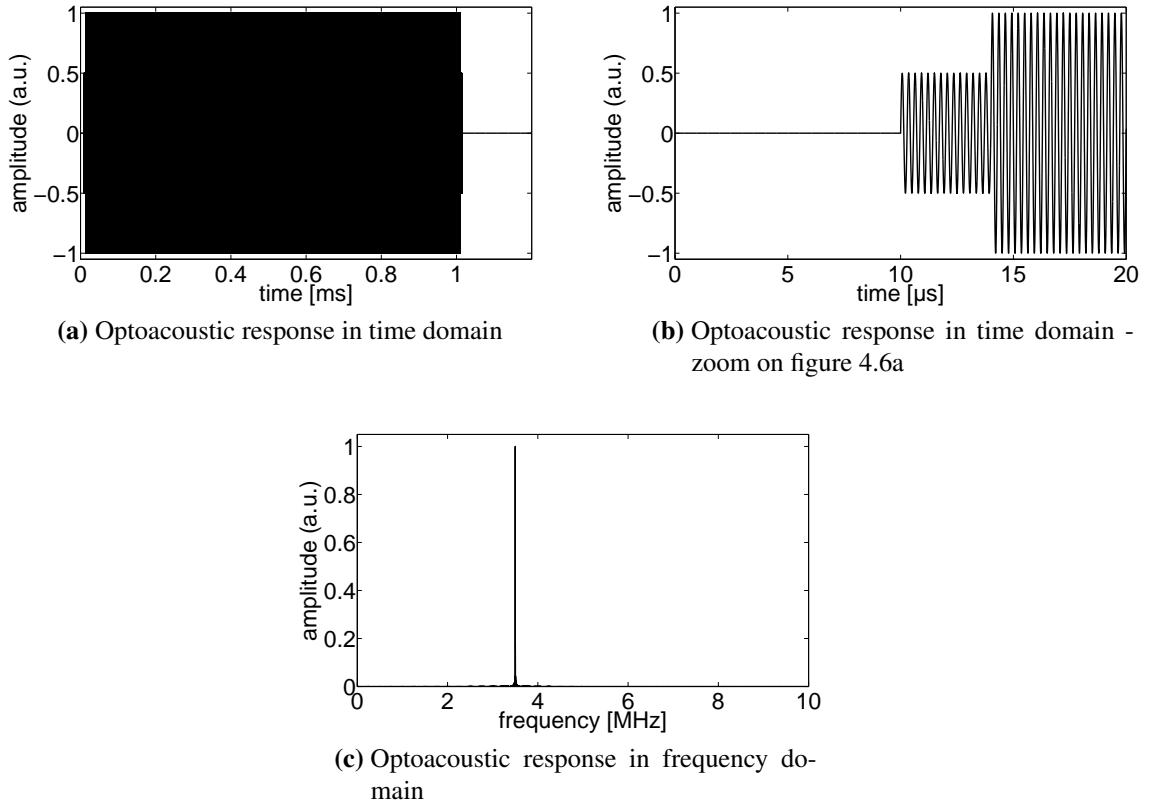 1
0.5
0
−0.5
−1
0 0.2 0.4 0.6 0.8 1
amplitude (a.u.)
time [ms]
(a) Optoacoustic response in time domain
1
0.5
0
−0.5
−1
0 5 10 15 20
amplitude (a.u.)
time [µs]
(b) Optoacoustic response in time domain -
zoom on figure 4.6a
1
0.8
0.6
0.4
0.2
0
0 2 4 6 8 10
amplitude (a.u.)
frequency [MHz]
(c) Optoacoustic response in frequency do-
main